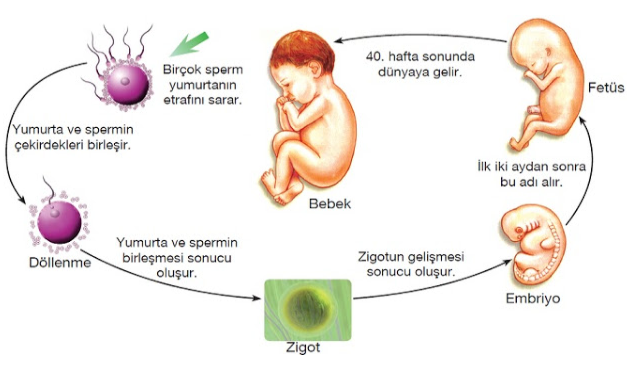 Birçok sperm
yumurtanın
etrafını sarar.
Yumurta ve spermin
çekirdekleri birleşir.
Döllenme
Yumurta ve spermin
birleşmesi sonucu
oluşur.
Zigot
Zigotun gelişmesi
sonucu oluşur.
Embriyo
İlk iki aydan sonra
bu adı alır.
Fetüs
40. hafta sonunda
dünyaya gelir.
Bebek